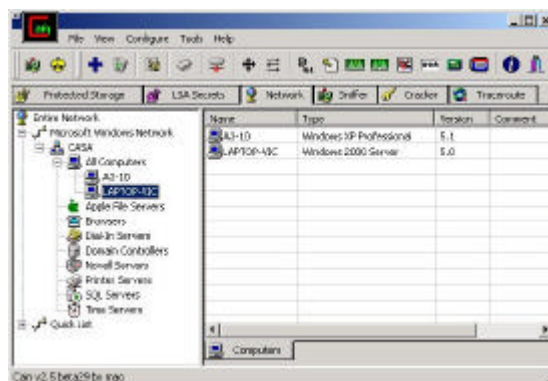 File View Configure Tools Help
Protected Storage LSA Secrets Network Sniffer Cracker Traceroute
Entire Network
Microsoft Windows Network
CASA
All Computers
AJ-10
LAPTOP-VIC
Apple File Servers
Browsers
Dial-In Servers
Domain Controllers
Novell Servers
Printer Servers
SQL Servers
Time Servers
Quick List
Name Type Version Comment
AJ-10 Windows XP Professional 5.1
LAPTOP-VIC Windows 2000 Server 5.0
Computers
Cain v2.5 beta29 by mao